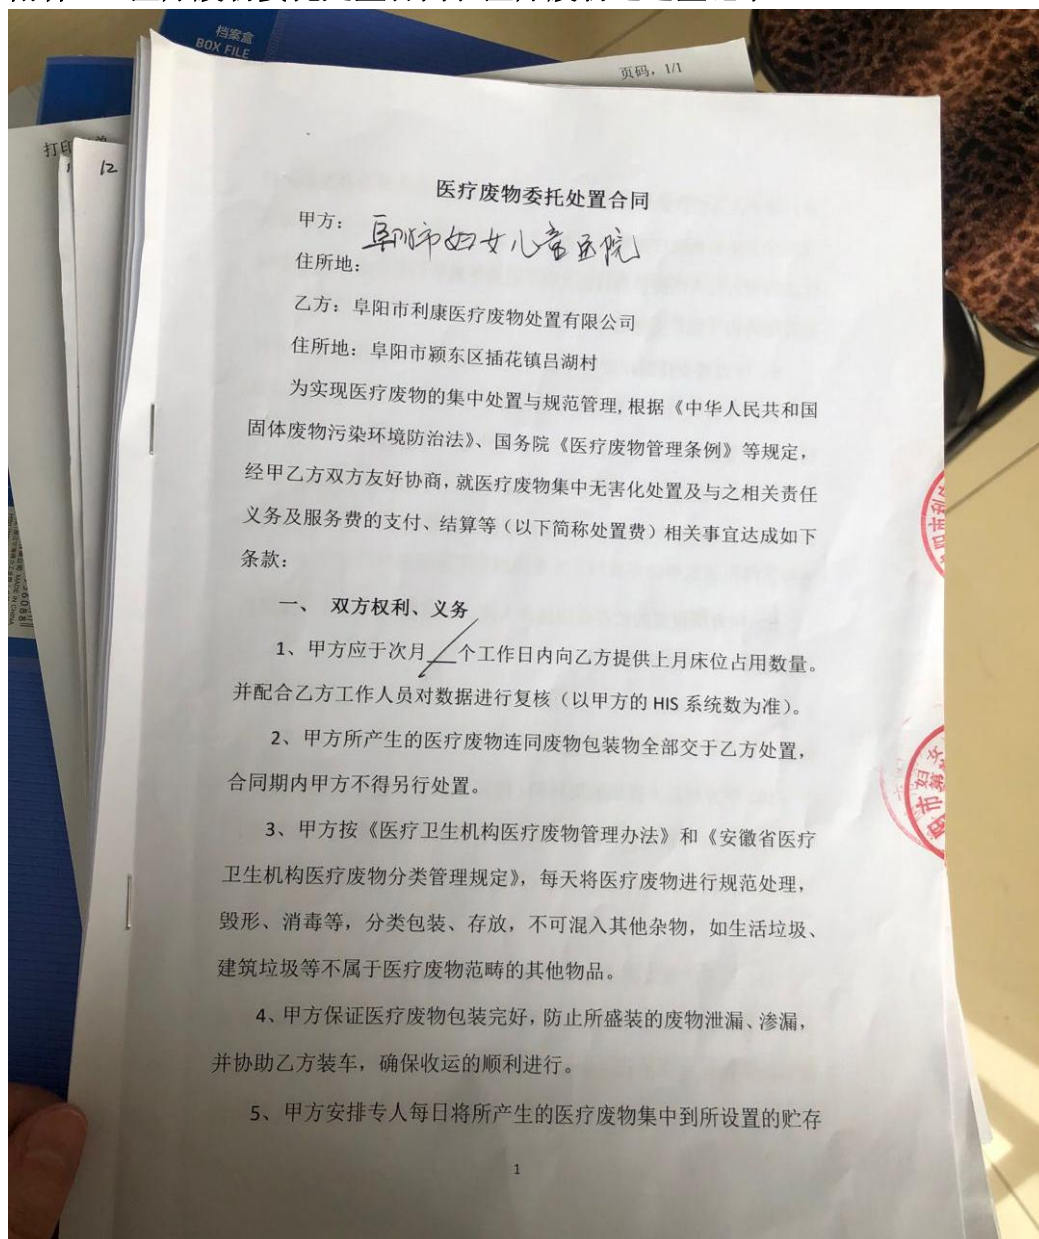 档案盒
BOX FILE
页码，1/1
12
医疗废物委托处置合同
甲方：阜阳市妇女儿童医院
住所地：
乙方：阜阳市利康医疗废物处置有限公司
住所地：阜阳市颍东区插花镇吕湖村
为实现医疗废物的集中处置与规范管理,根据《中华人民共和国
固体废物污染环境防治法》、国务院《医疗废物管理条例》等规定，
经甲乙方双方友好协商，就医疗废物集中无害化处置及与之相关责任
义务及服务费的支付、结算等（以下简称处置费）相关事宜达成如下
条款：
一、 双方权利、义务
1、甲方应于次月 / 个工作日内向乙方提供上月床位占用数量。
并配合乙方工作人员对数据进行复核（以甲方的 HIS 系统数为准）。
2、甲方所产生的医疗废物连同废物包装物全部交于乙方处置，
合同期内甲方不得另行处置。
3、甲方按《医疗卫生机构医疗废物管理办法》和《安徽省医疗
卫生机构医疗废物分类管理规定》，每天将医疗废物进行规范处理，
毁形、消毒等，分类包装、存放，不可混入其他杂物，如生活垃圾、
建筑垃圾等不属于医疗废物范畴的其他物品。
4、甲方保证医疗废物包装完好，防止所盛装的废物泄漏、渗漏，
并协助乙方装车，确保收运的顺利进行。
5、甲方安排专人每日将所产生的医疗废物集中到所设置的贮存
1